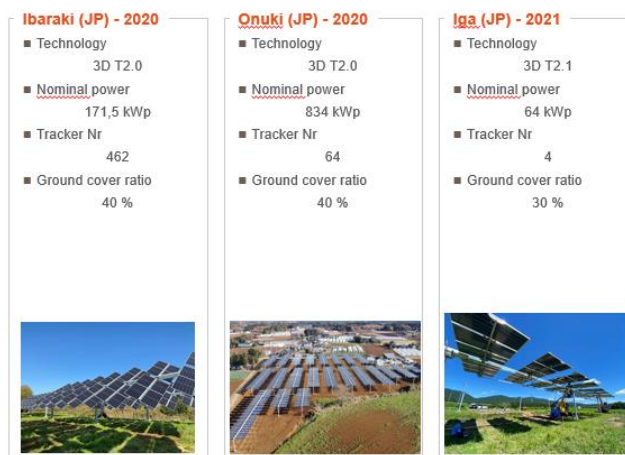 Ibaraki (JP) - 2020
Technology
3D T2.0
Nominal power
171,5 kWp
Tracker Nr
462
Ground cover ratio
40 %
Onuki (JP) - 2020
Technology
3D T2.0
Nominal power
834 kWp
Tracker Nr
64
Ground cover ratio
40 %
Iga (JP) - 2021
Technology
3D T2.1
Nominal power
64 kWp
Tracker Nr
4
Ground cover ratio
30 %